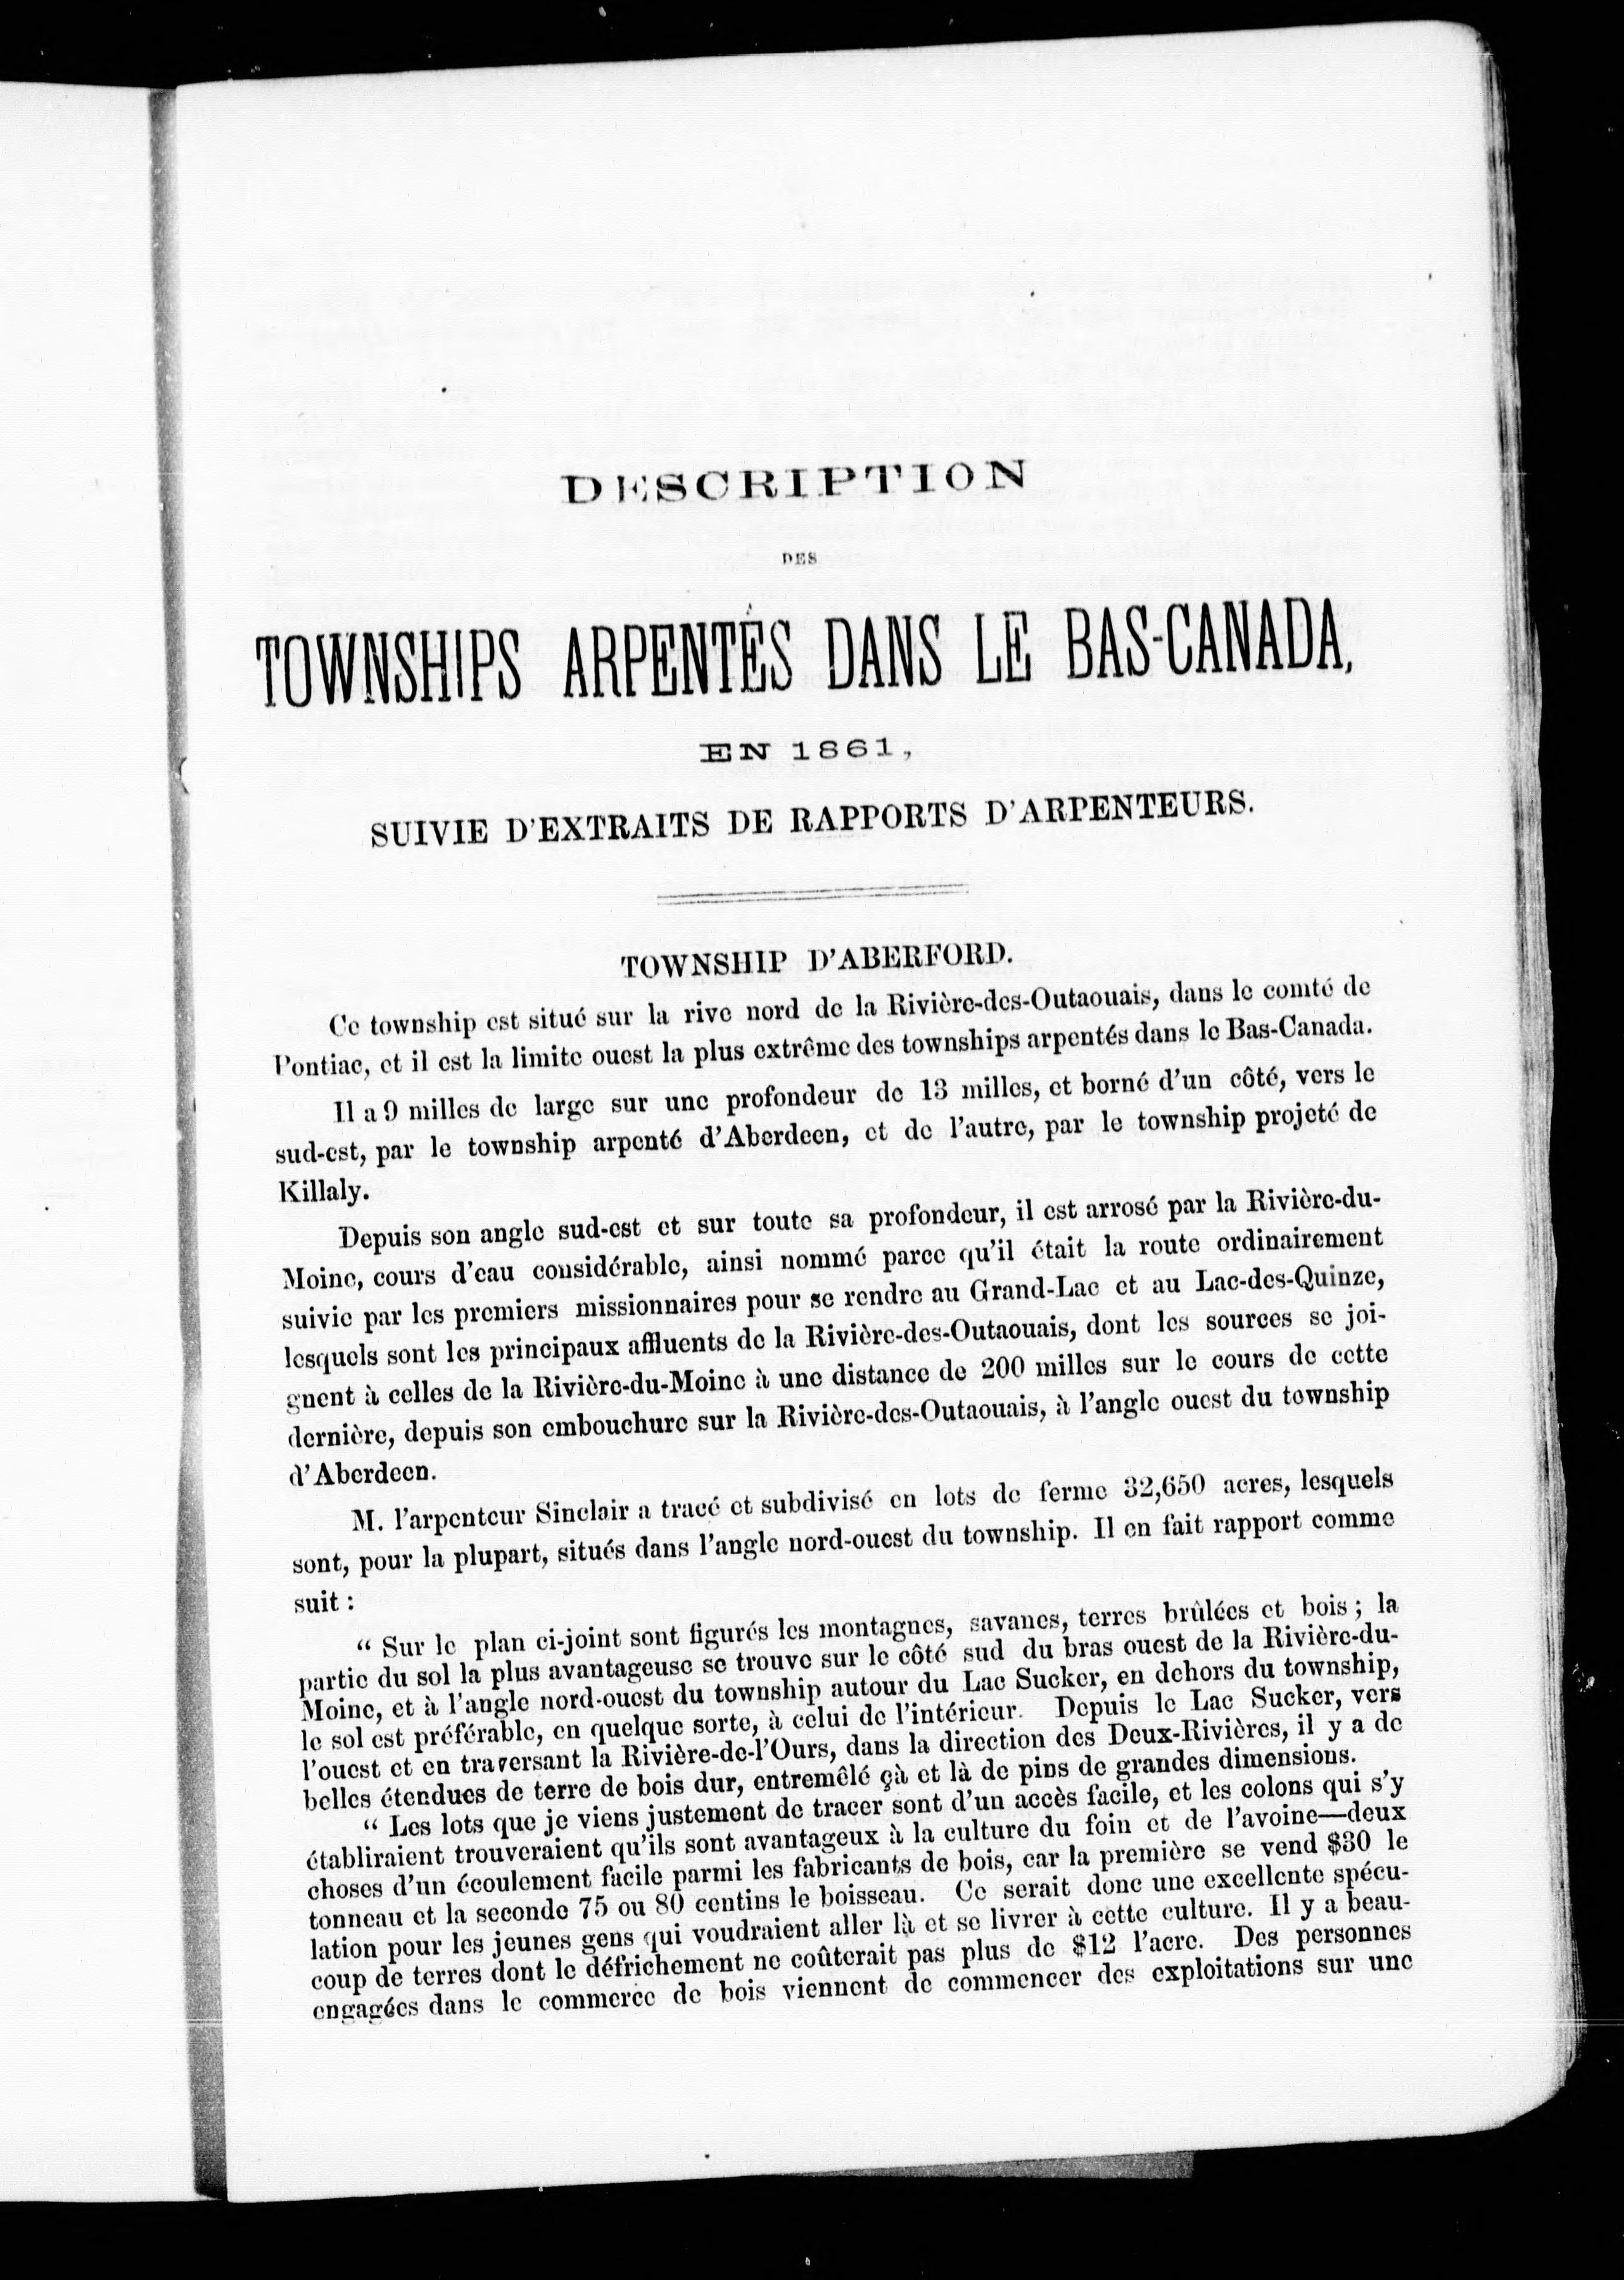 DESCRIPTION
DES
TOWNSHIPS ARPENTÉS DANS LE BAS-CANADA,
EN 1861,
SUIVIE D'EXTRAITS DE RAPPORTS D'ARPENTEURS.
TOWNSHIP D'ABERFORD.
Ce township est situé sur la rive nord de la Rivière-des-Outaouais, dans le comté de
Pontiac, et il est la limite ouest la plus extrême des townships arpentés dans le Bas-Canada.
Il a 9 milles de large sur une profondeur de 13 milles, et borné d'un côté, vers le
sud-est, par le township arpenté d'Aberdeen, et de l'autre, par le township projeté de
Killaly.
Depuis son angle sud-est et sur toute sa profondeur, il est arrosé par la Rivière-du-
Moine, cours d'eau considérable, ainsi nommé parce qu'il était la route ordinairement
suivie par les premiers missionnaires pour se rendre au Grand-Lac et au Lac-des-Quinze,
lesquels sont les principaux affluents de la Rivière-des-Outaouais, dont les sources se joi-
gnent à celles de la Rivière-du-Moine à une distance de 200 milles sur le cours de cette
dernière, depuis son embouchure sur la Rivière-des-Outaouais, à l'angle ouest du township
d'Aberdeen.
M. l'arpenteur Sinclair a tracé et subdivisé en lots de ferme 32,650 acres, lesquels
sont, pour la plupart, situés dans l'angle nord-ouest du township. Il en fait rapport comme
suit :
“ Sur le plan ci-joint sont figurés les montagnes, savanes, terres brûlées et bois ; la
partie du sol la plus avantageuse se trouve sur le côté sud du bras ouest de la Rivière-du-
Moine, et à l'angle nord-ouest du township autour du Lac Sucker, en dehors du township,
le sol est préférable, en quelque sorte, à celui de l'intérieur. Depuis le Lac Sucker, vers
l'ouest et en traversant la Rivière-de-l'Ours, dans la direction des Deux-Rivières, il y a de
belles étendues de terre de bois dur, entremêlé çà et là de pins de grandes dimensions.
“ Les lots que je viens justement de tracer sont d'un accès facile, et les colons qui s'y
établiraient trouveraient qu'ils sont avantageux à la culture du foin et de l'avoine—deux
choses d'un écoulement facile parmi les fabricants de bois, car la première se vend $30 le
tonneau et la seconde 75 ou 80 centins le boisseau. Ce serait donc une excellente spécu-
lation pour les jeunes gens qui voudraient aller là et se livrer à cette culture. Il y a beau-
coup de terres dont le défrichement ne coûterait pas plus de $12 l'acre. Des personnes
engagées dans le commerce de bois viennent de commencer des exploitations sur une